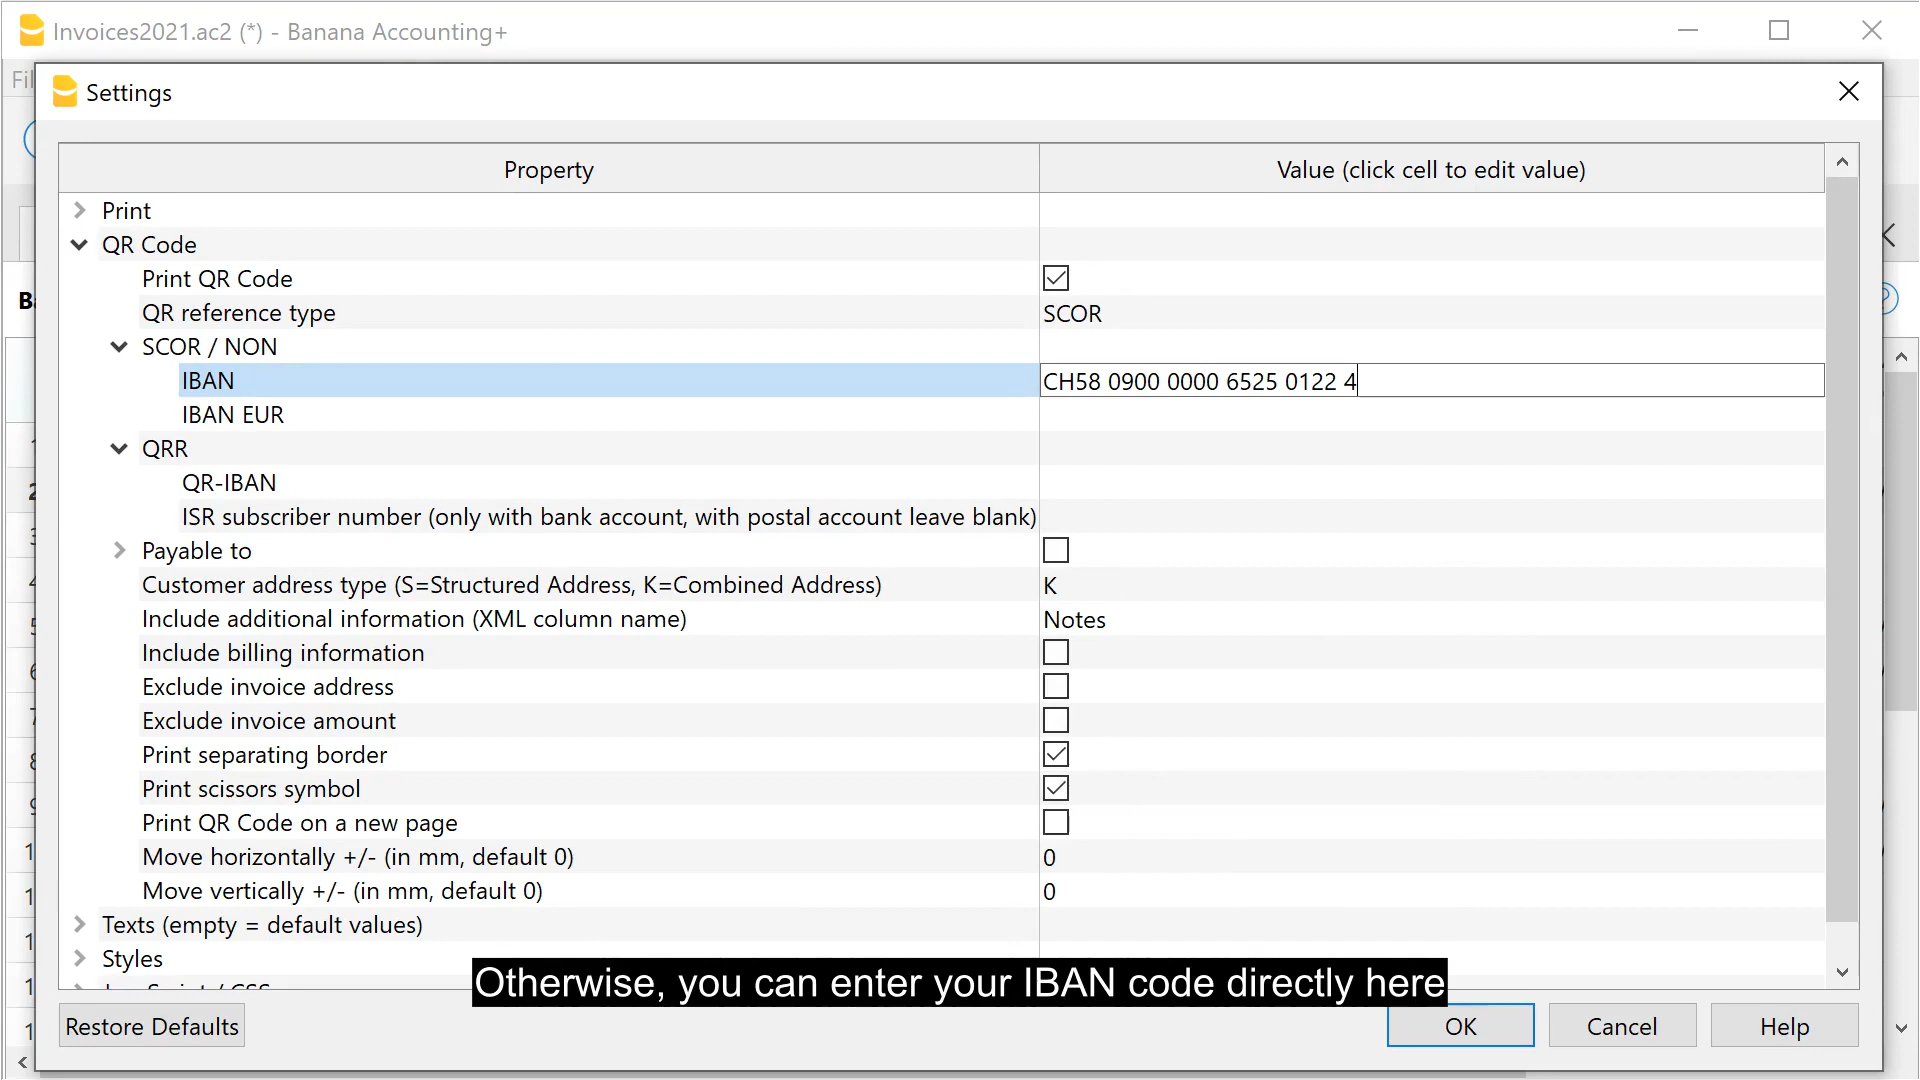 Invoices2021.ac2 (*) - Banana Accounting+
Settings
Property Value (click cell to edit value)
Print
QR Code
Print QR Code
QR reference type SCOR
SCOR / NON
IBAN CH58 0900 0000 6525 0122 4
IBAN EUR
QRR
QR-IBAN
ISR subscriber number (only with bank account, with postal account leave blank)
Payable to
Customer address type (S=Structured Address, K=Combined Address) K
Include additional information (XML column name) Notes
Include billing information
Exclude invoice address
Exclude invoice amount
Print separating border
Print scissors symbol
Print QR Code on a new page
Move horizontally +/- (in mm, default 0) 0
Move vertically +/- (in mm, default 0) 0
Texts (empty = default values)
Styles
Otherwise, you can enter your IBAN code directly here
Restore Defaults OK Cancel Help